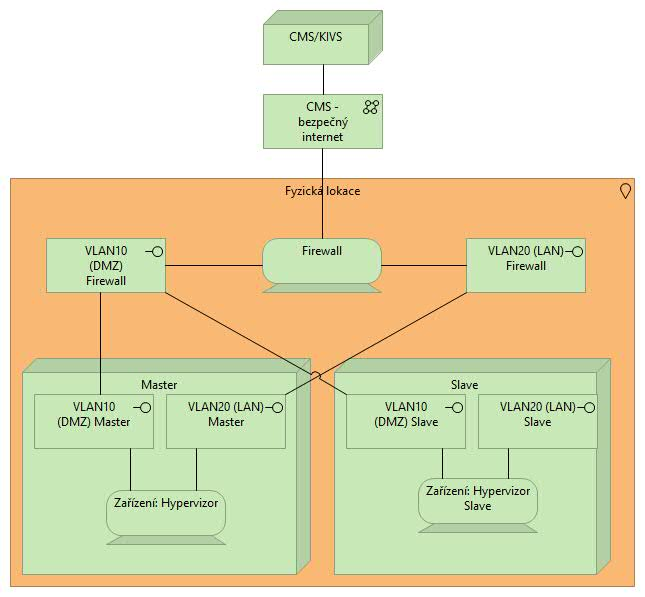 CMS/KIVS
CMS -
bezpečný
internet
Fyzická lokace
VLAN10
(DMZ)
Firewall
Firewall
VLAN20 (LAN)
Firewall
Master
Slave
VLAN10
(DMZ) Master
VLAN20 (LAN)
Master
VLAN10
(DMZ) Slave
VLAN20 (LAN)
Slave
Zařízení: Hypervizor
Zařízení: Hypervizor
Slave